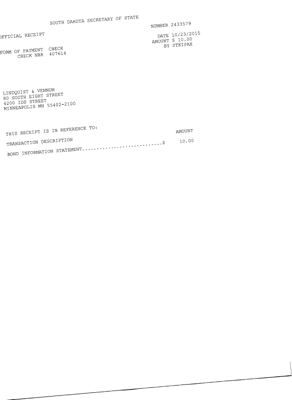 SOUTH DAKOTA SECRETARY OF STATE
OFFICIAL RECEIPT
NUMBER 2433579
DATE 10/23/2015
AMOUNT $ 10.00
BY STRIPAE
FORM OF PAYMENT CHECK
CHECK NBR 407614
LINDQUIST & VENNUM
80 SOUTH EIGHT STREET
4200 IDS STREET
MINNEAPOLIS MN 55402-2100
THIS RECEIPT IS IN REFERENCE TO:
TRANSACTION DESCRIPTION AMOUNT
BOND INFORMATION STATEMENT...........................$ 10.00